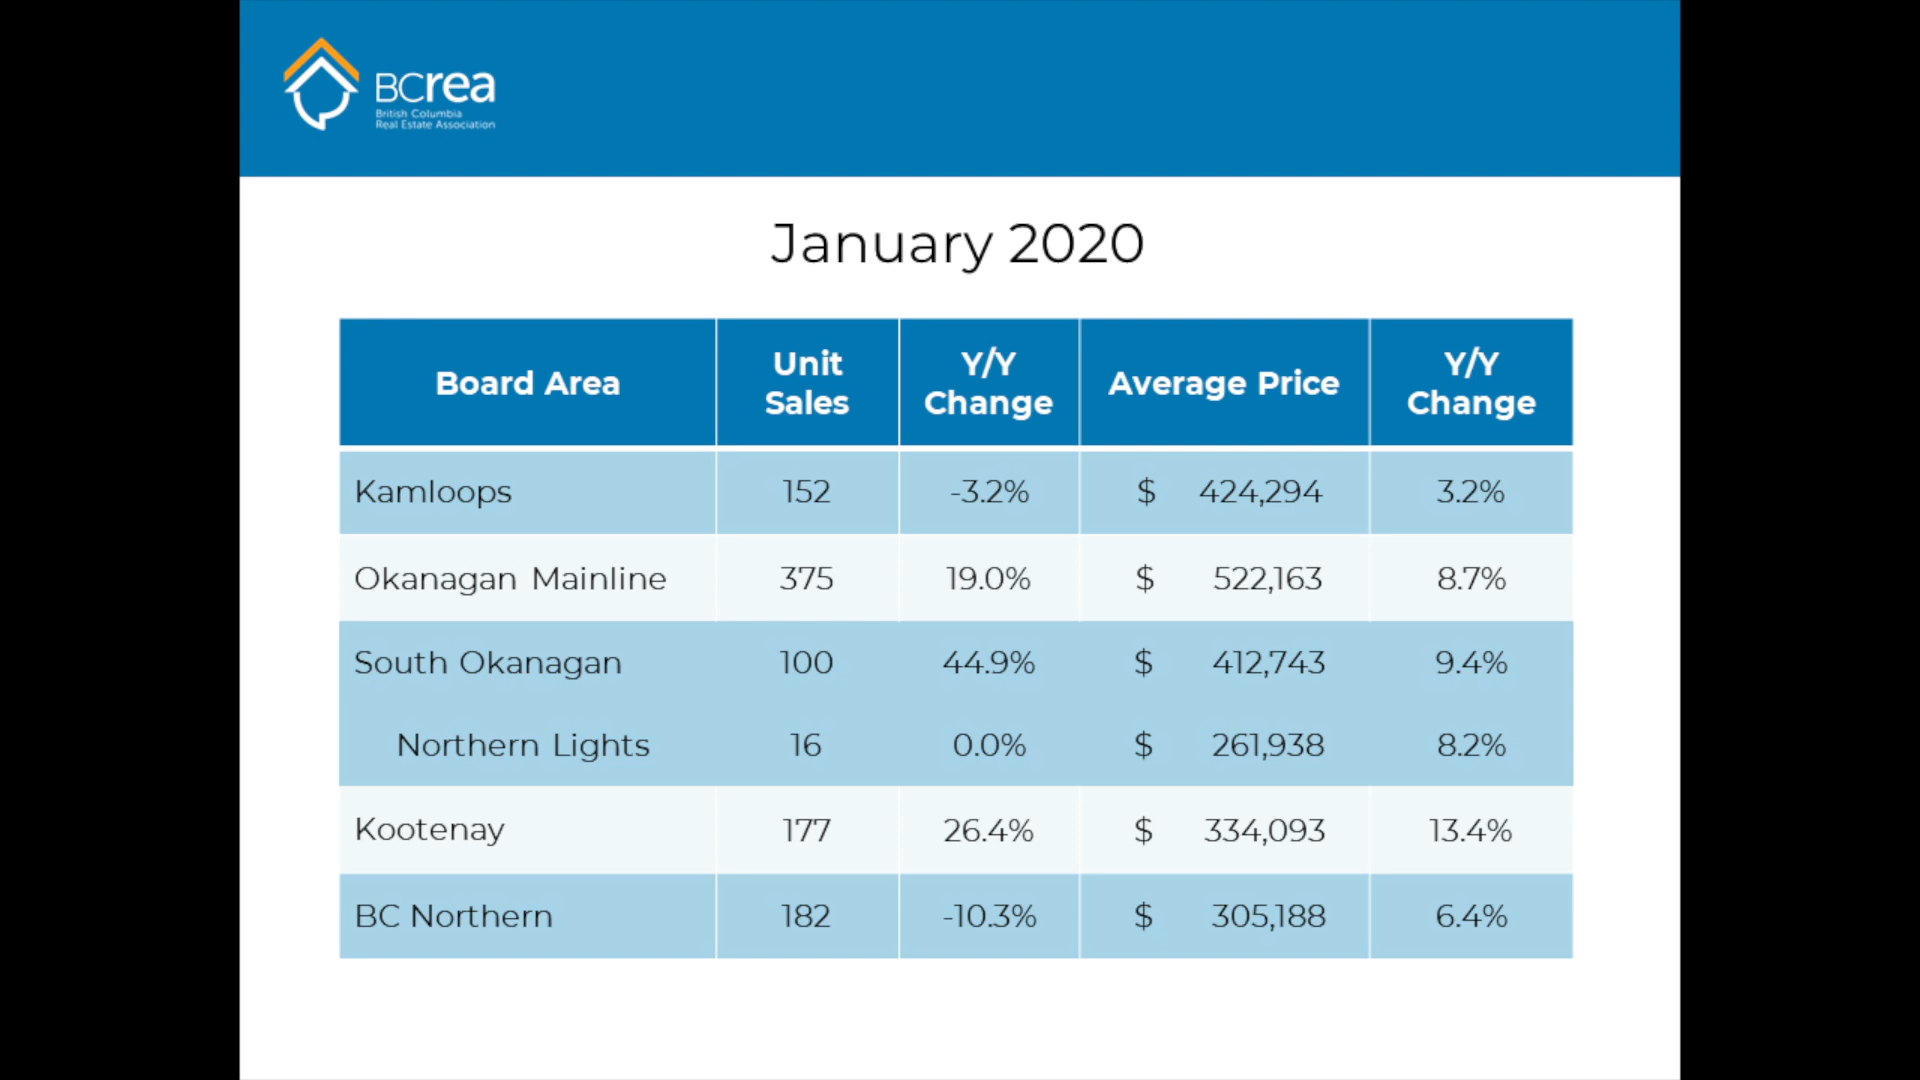 BCrea
British Columbia
Real Estate Association
January 2020
Board Area Unit Sales Y/Y Change Average Price Y/Y Change
Kamloops 152 -3.2% $ 424,294 3.2%
Okanagan Mainline 375 19.0% $ 522,163 8.7%
South Okanagan 100 44.9% $ 412,743 9.4%
Northern Lights 16 0.0% $ 261,938 8.2%
Kootenay 177 26.4% $ 334,093 13.4%
BC Northern 182 -10.3% $ 305,188 6.4%